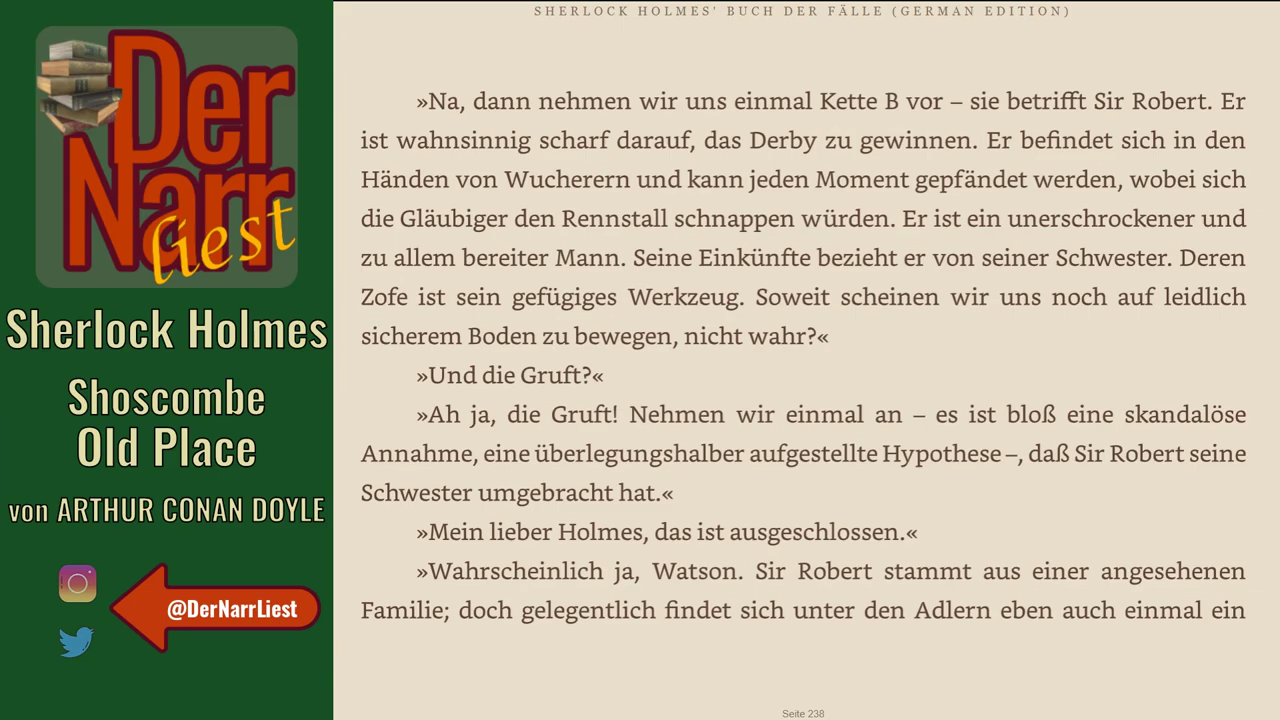 Der
Narr
liest
Sherlock Holmes
Shoscombe
Old Place
von ARTHUR CONAN DOYLE
@DerNarrLiest
SHERLOCK HOLMES' BUCH DER FÄLLE (GERMAN EDITION)
»Na, dann nehmen wir uns einmal Kette B vor – sie betrifft Sir Robert. Er
ist wahnsinnig scharf darauf, das Derby zu gewinnen. Er befindet sich in den
Händen von Wucherern und kann jeden Moment gepfändet werden, wobei sich
die Gläubiger den Rennstall schnappen würden. Er ist ein unerschrockener und
zu allem bereiter Mann. Seine Einkünfte bezieht er von seiner Schwester. Deren
Zofe ist sein gefügiges Werkzeug. Soweit scheinen wir uns noch auf leidlich
sicherem Boden zu bewegen, nicht wahr?«
»Und die Gruft?«
»Ah ja, die Gruft! Nehmen wir einmal an – es ist bloß eine skandalöse
Annahme, eine überlegungshalber aufgestellte Hypothese –, daß Sir Robert seine
Schwester umgebracht hat.«
»Mein lieber Holmes, das ist ausgeschlossen.«
»Wahrscheinlich ja, Watson. Sir Robert stammt aus einer angesehenen
Familie; doch gelegentlich findet sich unter den Adlern eben auch einmal ein
Seite 238